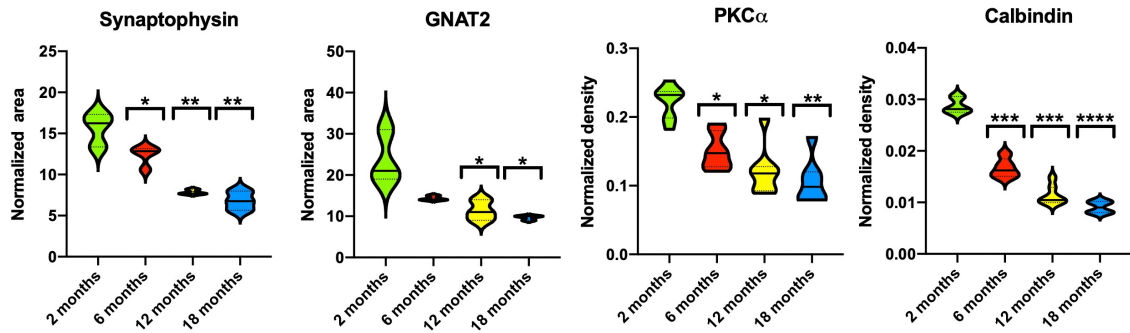 Synaptophysin
Normalized area
25
20
15
10
5
0
*
**
**
2 months
6 months
12 months
18 months
GNAT2
Normalized area
50
40
30
20
10
0
*
*
2 months
6 months
12 months
18 months
PKCα
Normalized density
0.3
0.2
0.1
0.0
*
*
**
2 months
6 months
12 months
18 months
Calbindin
Normalized density
0.04
0.03
0.02
0.01
0.00
***
***
****
2 months
6 months
12 months
18 months